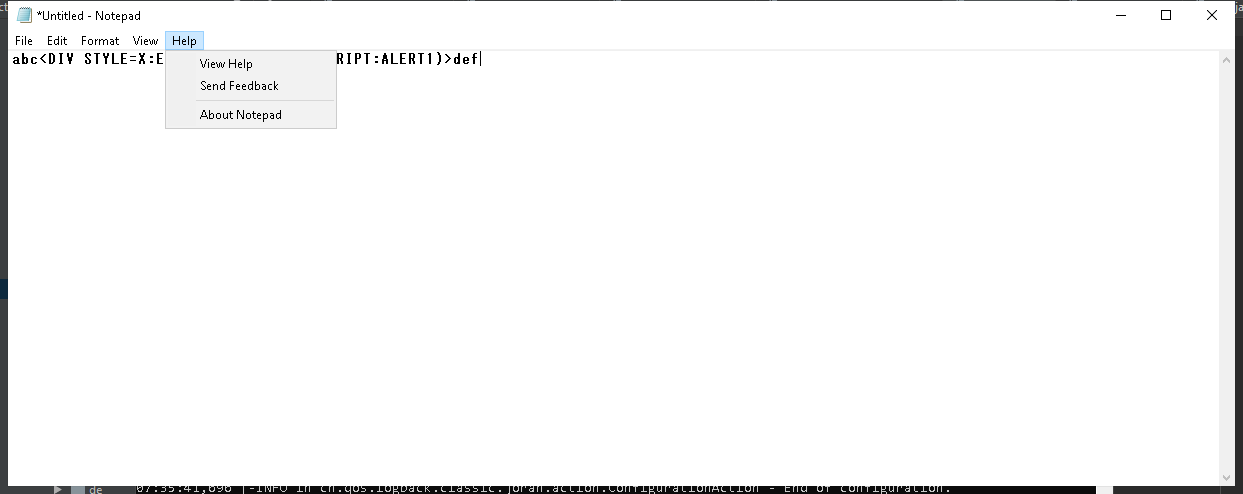 *Untitled - Notepad
File Edit Format View Help
abc<DIV STYLE=X:E RIPT:ALERT1)>def
View Help
Send Feedback
About Notepad
de
07:35:41,696 |-INFO in ch.qos.logback.classic.joran.action.ConfigurationAction - End of configuration.